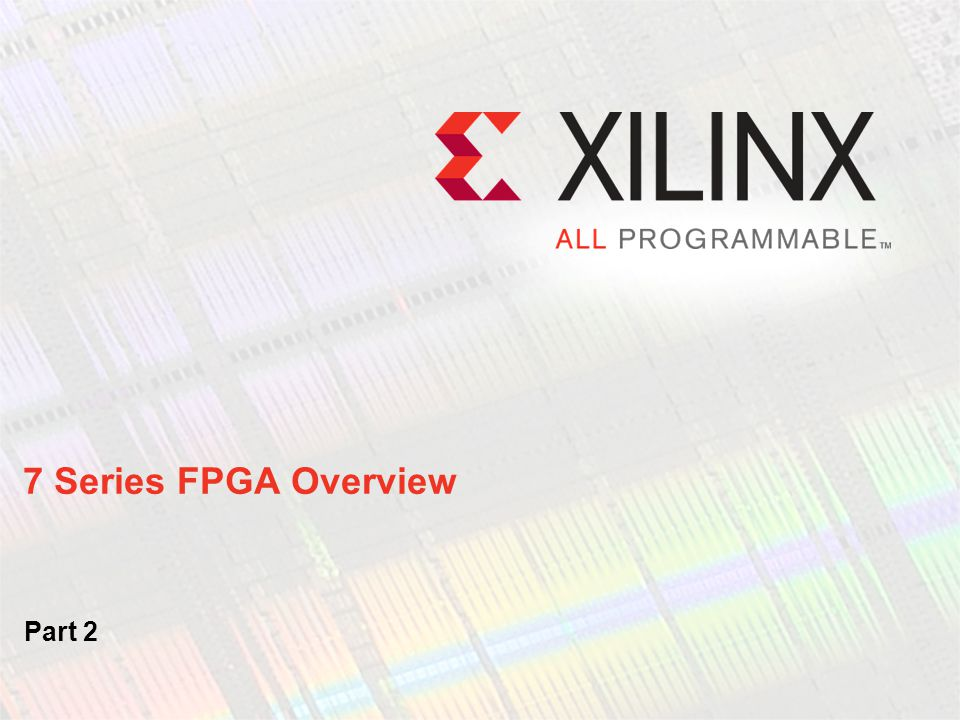 XILINX
ALL PROGRAMMABLE™
7 Series FPGA Overview
Part 2